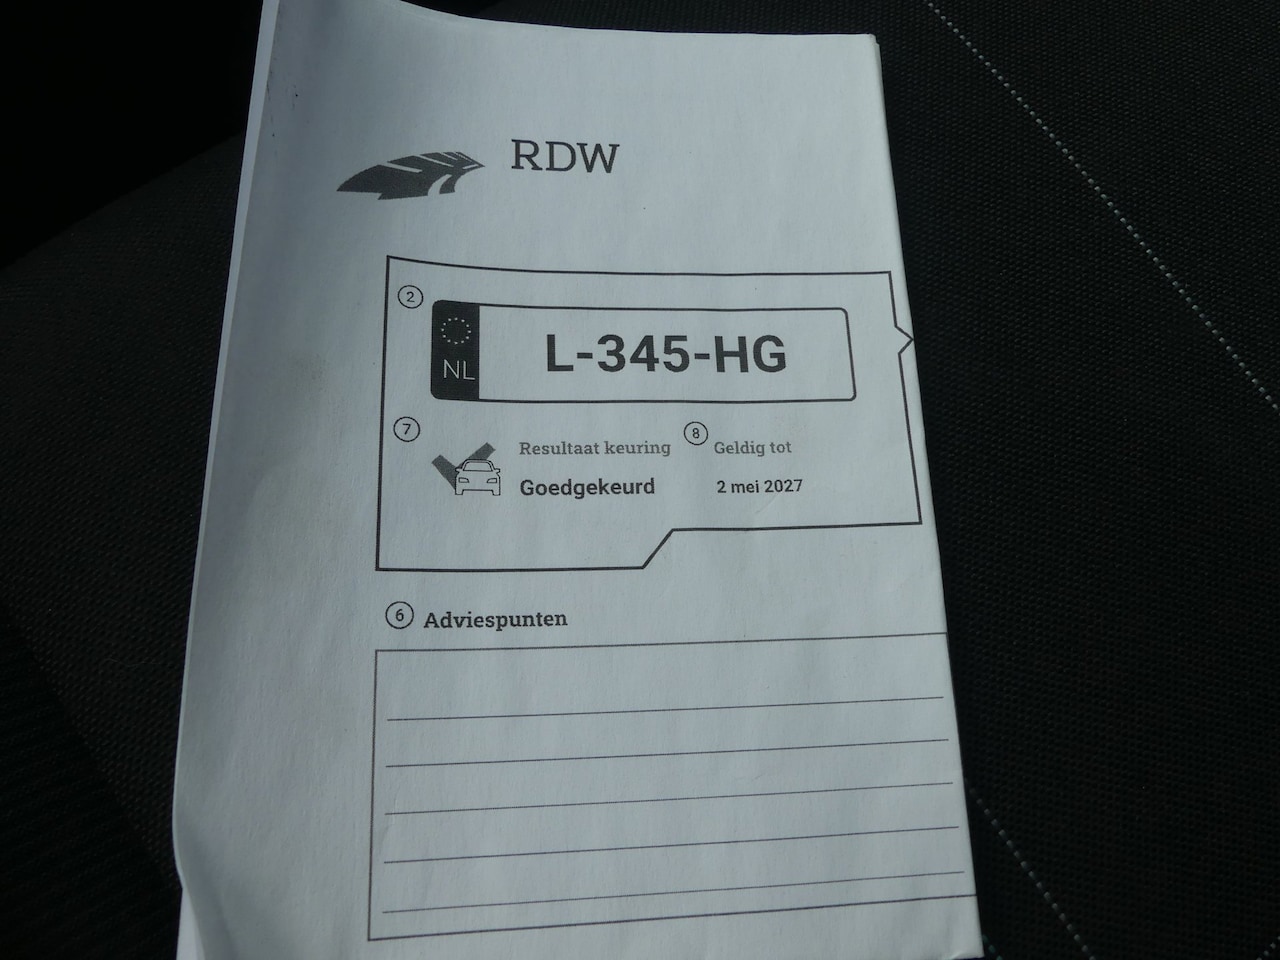 RDW
2
NL
L-345-HG
7
Resultaat keuring
Goedgekeurd
8
Geldig tot
2 mei 2027
6 Adviespunten